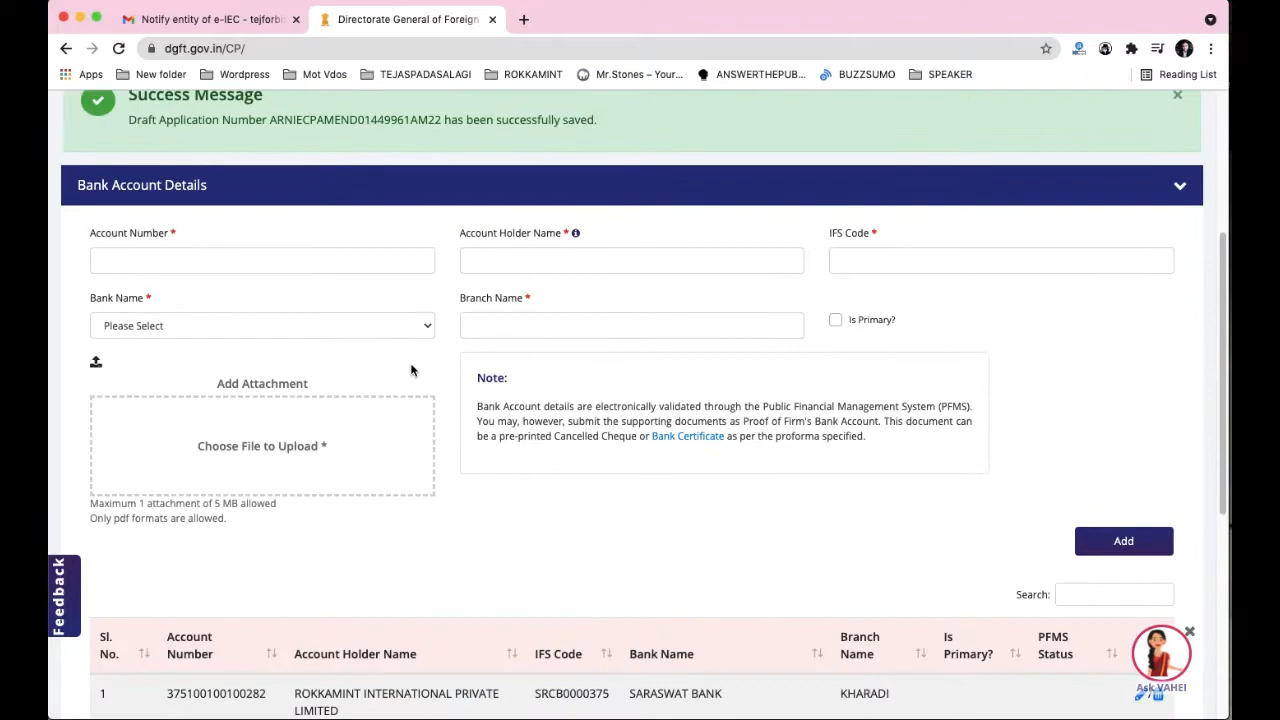 Notify entity of e-IEC - tejforbi
Directorate General of Foreign
dgft.gov.in/CP/
Apps New folder Wordpress Mot Vdos TEJASPADASALAGI ROKKAMINT Mr.Stones – Your... ANSWERTHEPUB... BUZZSUMO SPEAKER Reading List
Success Message
Draft Application Number ARNIECPAMEND01449961AM22 has been successfully saved.
Bank Account Details
Account Number * Account Holder Name * IFS Code *
Bank Name * Branch Name *
Please Select
Is Primary?
Add Attachment
Choose File to Upload *
Maximum 1 attachment of 5 MB allowed
Only pdf formats are allowed.
Note:
Bank Account details are electronically validated through the Public Financial Management System (PFMS).
You may, however, submit the supporting documents as Proof of Firm's Bank Account. This document can
be a pre-printed Cancelled Cheque or Bank Certificate as per the proforma specified.
Add
Feedback
Search:
Sl. No. Account Number Account Holder Name IFS Code Bank Name Branch Name Is Primary? PFMS Status
1 375100100100282 ROKKAMINT INTERNATIONAL PRIVATE LIMITED SRCB0000375 SARASWAT BANK KHARADI
Ask VAHEI